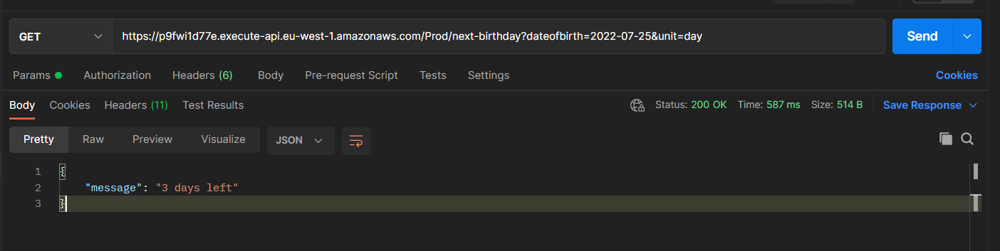 GET https://p9fwi1d77e.execute-api.eu-west-1.amazonaws.com/Prod/next-birthday?dateofbirth=2022-07-25&unit=day Send
Params Authorization Headers (6) Body Pre-request Script Tests Settings Cookies
Body Cookies Headers (11) Test Results Status: 200 OK Time: 587 ms Size: 514 B Save Response
Pretty Raw Preview Visualize JSON
1 {
2 "message": "3 days left"
3 }